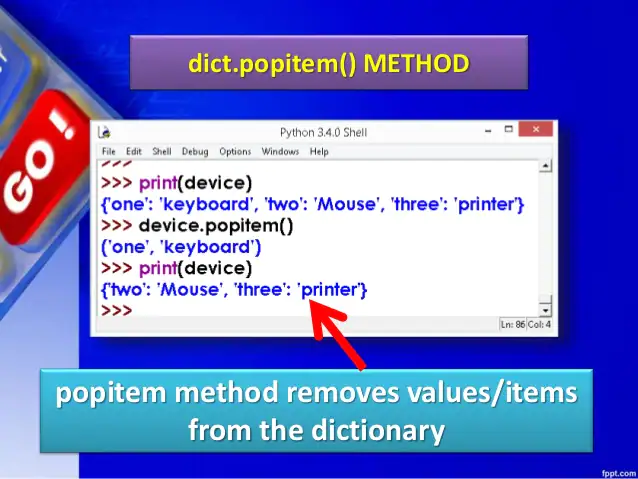 dict.popitem() METHOD
GO!
Python 3.4.0 Shell
File Edit Shell Debug Options Windows Help
>>>
>>> print(device)
{'one': 'keyboard', 'two': 'Mouse', 'three': 'printer'}
>>> device.popitem()
('one', 'keyboard')
>>> print(device)
{'two': 'Mouse', 'three': 'printer'}
>>>
Ln: 86 Col: 4
popitem method removes values/items
from the dictionary
fppt.com